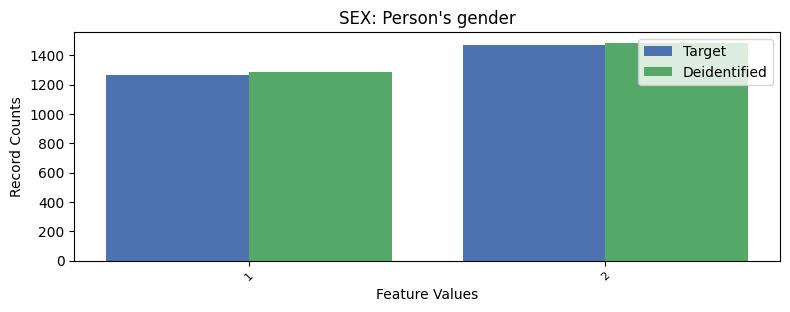 SEX: Person's gender
Target
Deidentified
Record Counts
1400
1200
1000
800
600
400
200
0
1
2
Feature Values